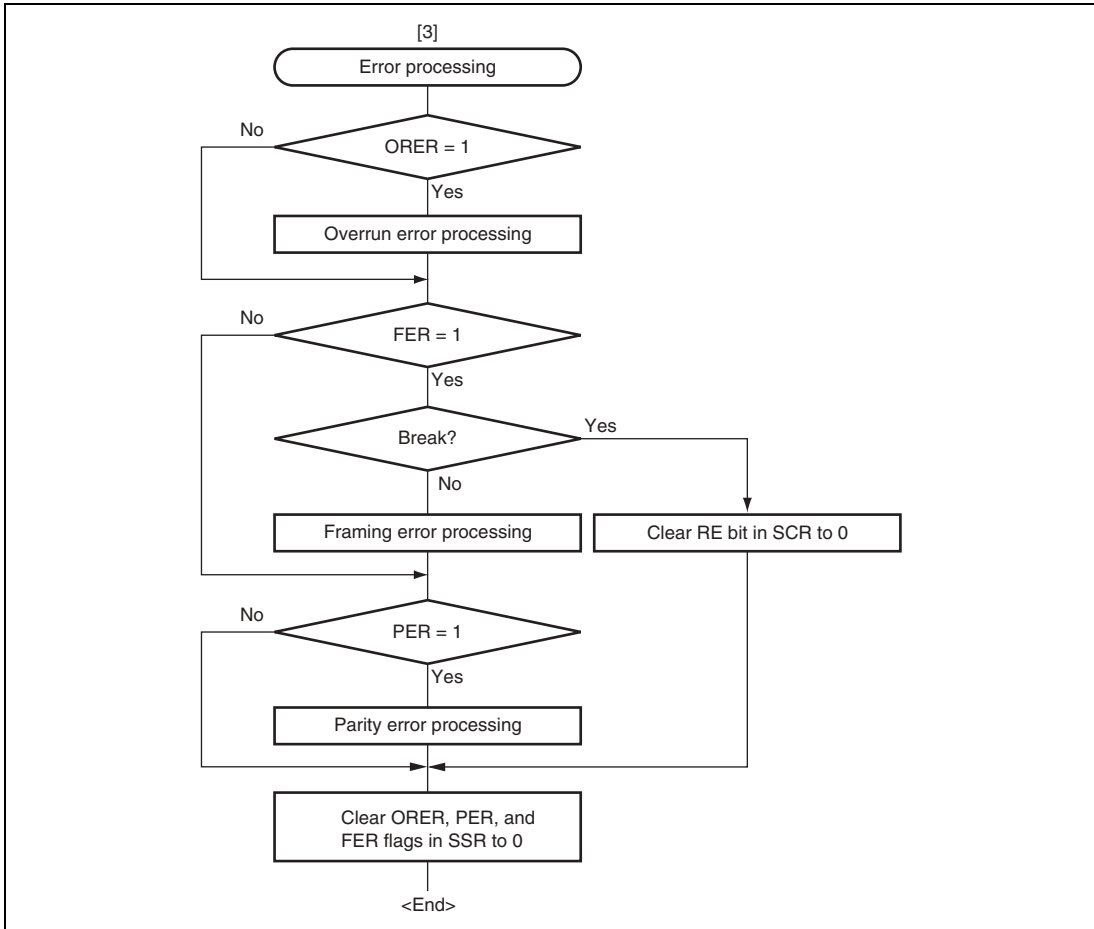 [3]
Error processing
No
ORER = 1
Yes
Overrun error processing
No
FER = 1
Yes
Break?
Yes
No
Framing error processing
Clear RE bit in SCR to 0
No
PER = 1
Yes
Parity error processing
Clear ORER, PER, and
FER flags in SSR to 0
<End>